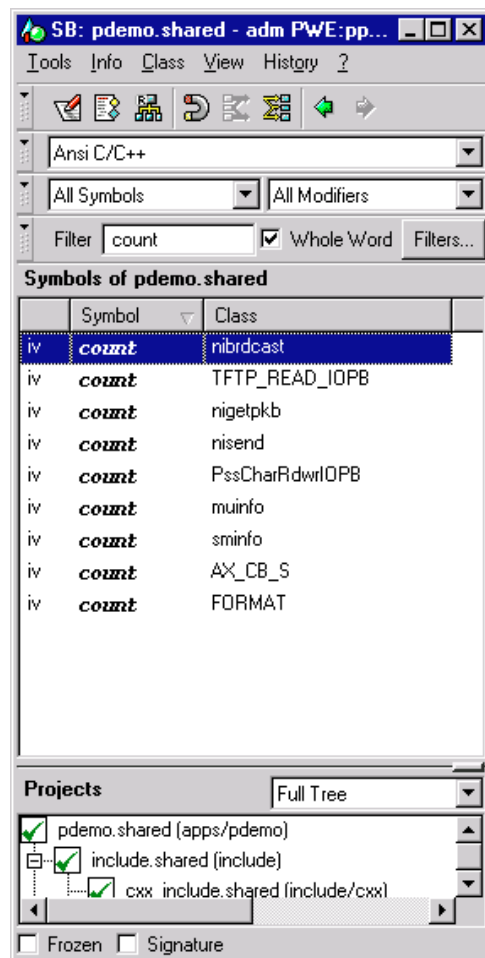 SB: pdemo.shared - adm PWE:pp...
Tools Info Class View History ?
Ansi C/C++
All Symbols All Modifiers
Filter count Whole Word Filters...
Symbols of pdemo.shared
Symbol Class
iv count nibrdcast
iv count TFTP_READ_IOPB
iv count nigetpkb
iv count nisend
iv count PssCharRdwrIOPB
iv count muinfo
iv count sminfo
iv count AX_CB_S
iv count FORMAT
Projects Full Tree
pdemo.shared (apps/pdemo)
include.shared (include)
cxx_include.shared (include/cxx)
Frozen Signature